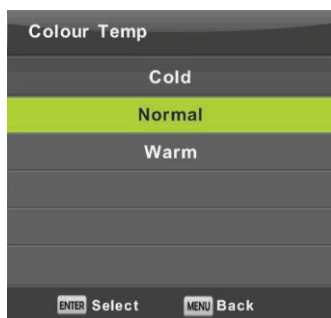 Colour Temp
Cold
Normal
Warm
ENTER Select MENU Back